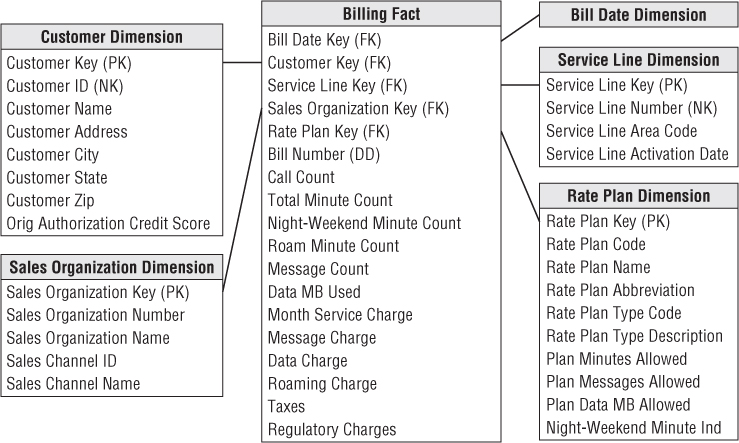 Customer Dimension
Customer Key (PK)
Customer ID (NK)
Customer Name
Customer Address
Customer City
Customer State
Customer Zip
Orig Authorization Credit Score
Sales Organization Dimension
Sales Organization Key (PK)
Sales Organization Number
Sales Organization Name
Sales Channel ID
Sales Channel Name
Billing Fact
Bill Date Key (FK)
Customer Key (FK)
Service Line Key (FK)
Sales Organization Key (FK)
Rate Plan Key (FK)
Bill Number (DD)
Call Count
Total Minute Count
Night-Weekend Minute Count
Roam Minute Count
Message Count
Data MB Used
Month Service Charge
Message Charge
Data Charge
Roaming Charge
Taxes
Regulatory Charges
Bill Date Dimension
Service Line Dimension
Service Line Key (PK)
Service Line Number (NK)
Service Line Area Code
Service Line Activation Date
Rate Plan Dimension
Rate Plan Key (PK)
Rate Plan Code
Rate Plan Name
Rate Plan Abbreviation
Rate Plan Type Code
Rate Plan Type Description
Plan Minutes Allowed
Plan Messages Allowed
Plan Data MB Allowed
Night-Weekend Minute Ind